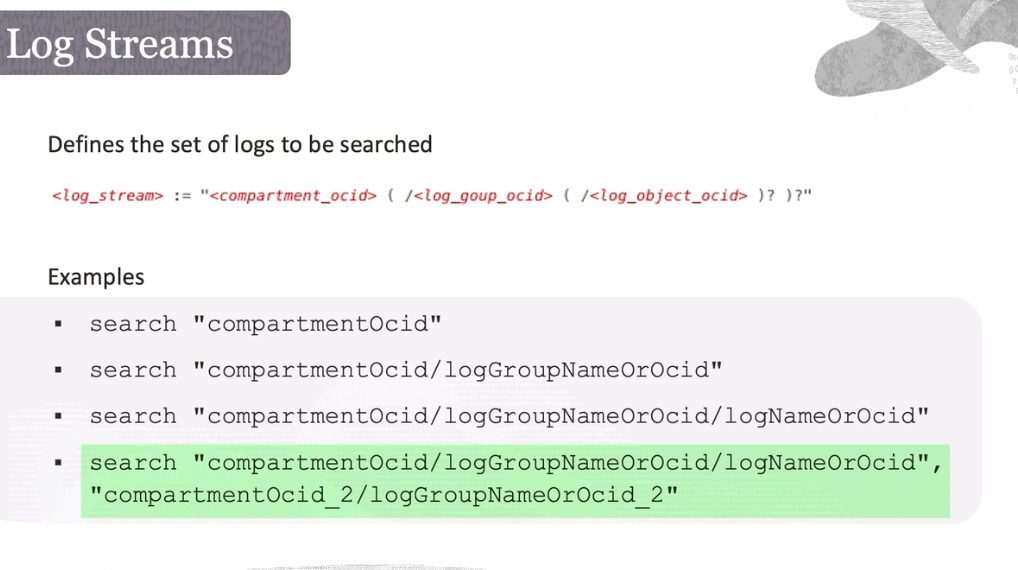 Log Streams
Defines the set of logs to be searched
<log_stream> := "<compartment_ocid> ( /<log_goup_ocid> ( /<log_object_ocid> )? )?"
Examples
▪ search "compartmentOcid"
▪ search "compartmentOcid/logGroupNameOrOcid"
▪ search "compartmentOcid/logGroupNameOrOcid/logNameOrOcid"
▪ search "compartmentOcid/logGroupNameOrOcid/logNameOrOcid",
"compartmentOcid_2/logGroupNameOrOcid_2"